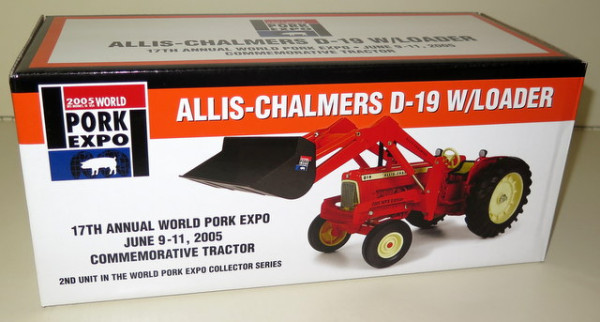 PORK
EXPO
ALLIS-CHALMERS D-19 W/LOADER
17TH ANNUAL WORLD PORK EXPO • JUNE 9-11, 2005
COMMEMORATIVE TRACTOR
2005 WORLD
PORK
EXPO
ALLIS-CHALMERS D-19 W/LOADER
17TH ANNUAL WORLD PORK EXPO
JUNE 9-11, 2005
COMMEMORATIVE TRACTOR
2ND UNIT IN THE WORLD PORK EXPO COLLECTOR SERIES